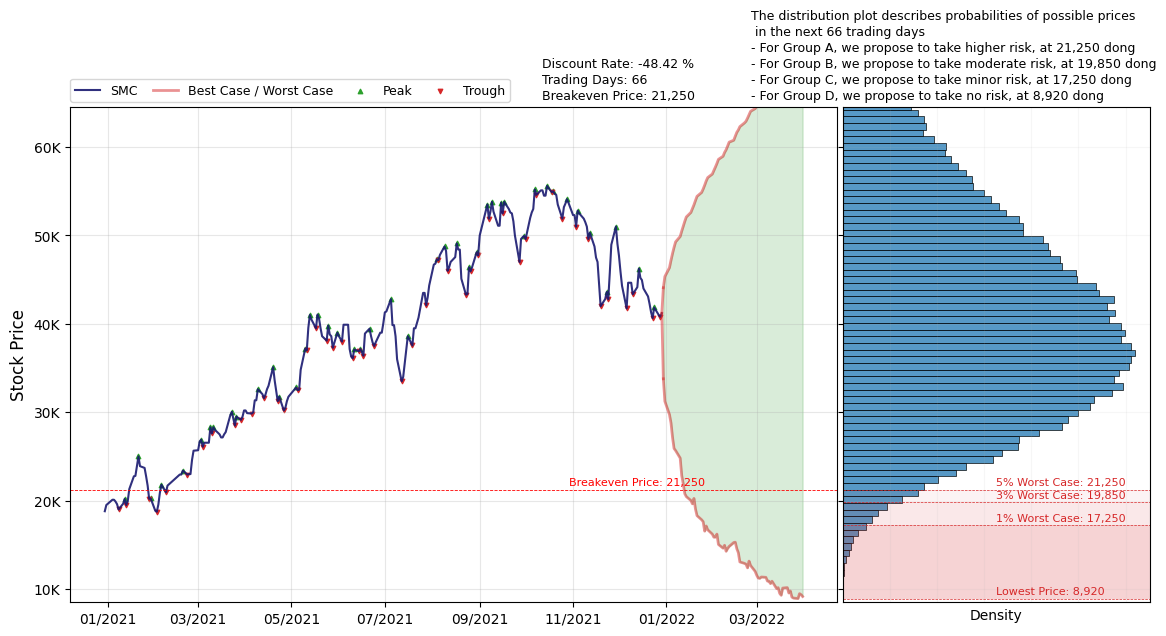 The distribution plot describes probabilities of possible prices
in the next 66 trading days
- For Group A, we propose to take higher risk, at 21,250 dong
- For Group B, we propose to take moderate risk, at 19,850 dong
- For Group C, we propose to take minor risk, at 17,250 dong
- For Group D, we propose to take no risk, at 8,920 dong
Discount Rate: -48.42 %
Trading Days: 66
Breakeven Price: 21,250
SMC
Best Case / Worst Case
Peak
Trough
Stock Price
60K
50K
40K
30K
20K
10K
Breakeven Price: 21,250
5% Worst Case: 21,250
3% Worst Case: 19,850
1% Worst Case: 17,250
Lowest Price: 8,920
01/2021
03/2021
05/2021
07/2021
09/2021
11/2021
01/2022
03/2022
Density